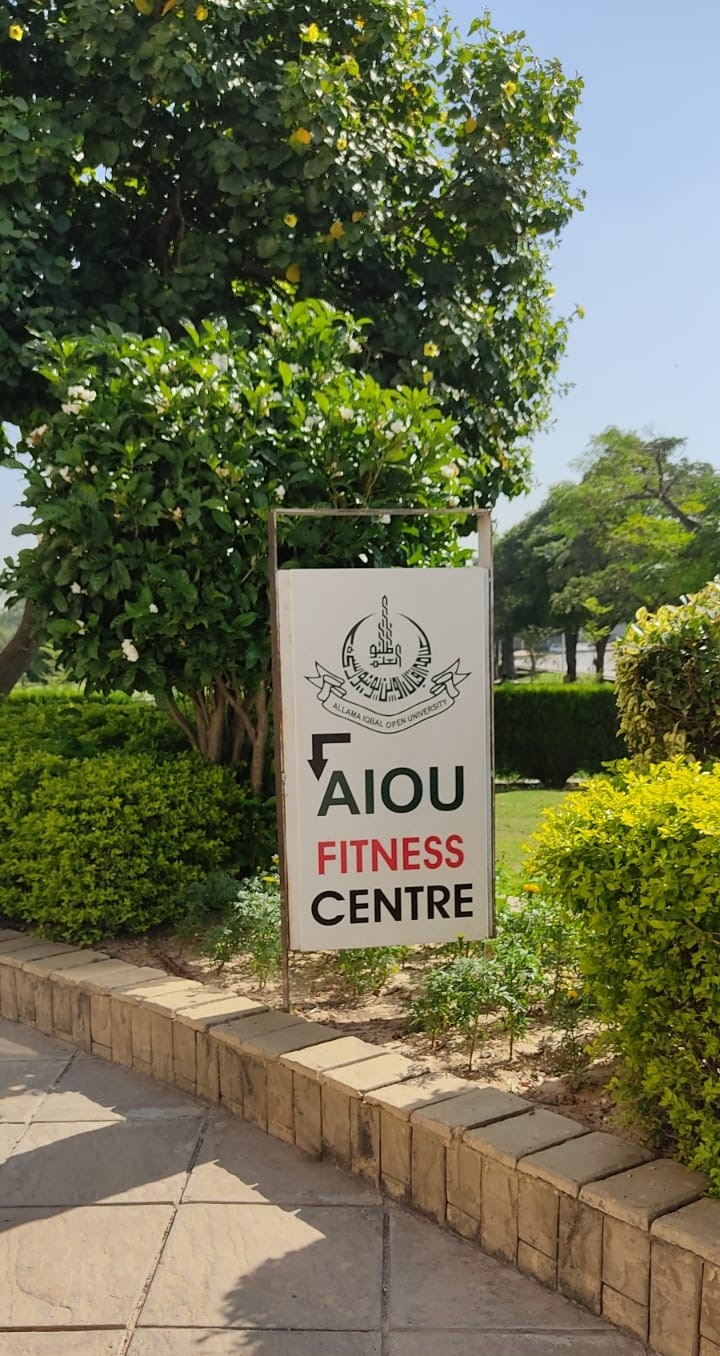 ALLAMA IQBAL OPEN UNIVERSITY
AIOU
FITNESS
CENTRE